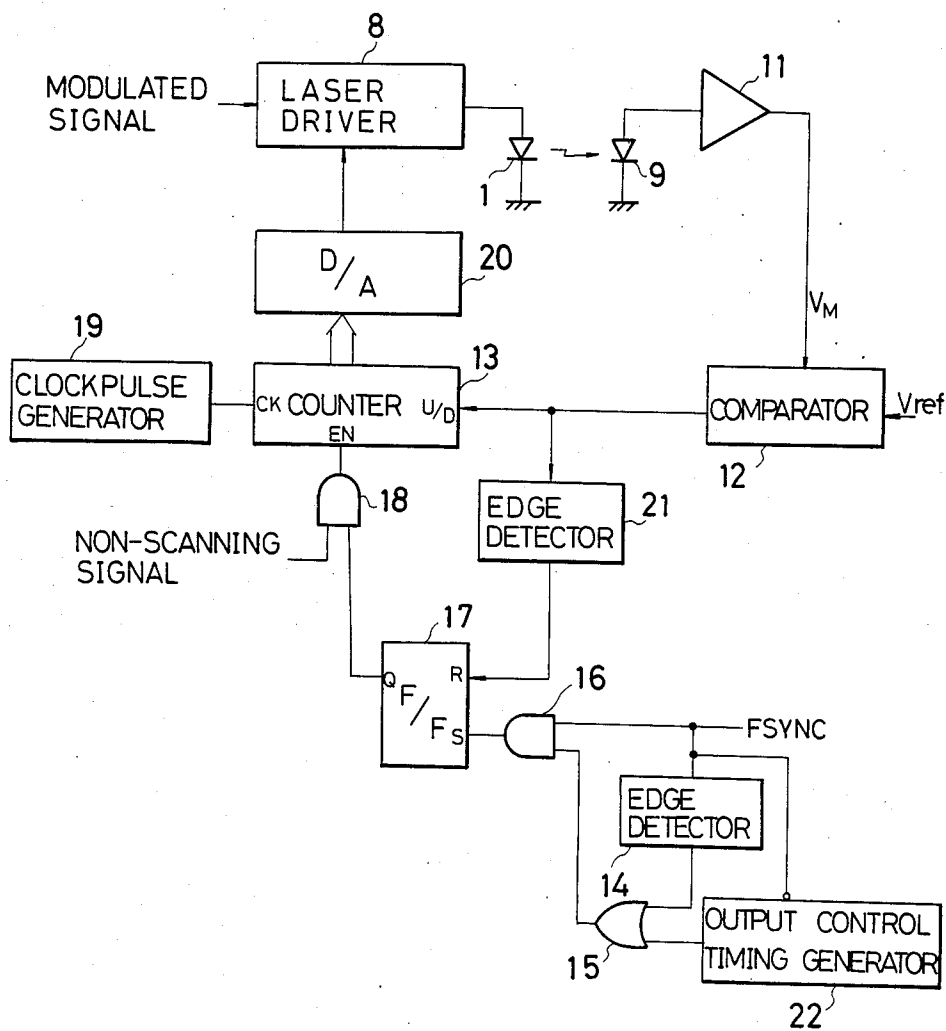 8
MODULATED
SIGNAL
LASER
DRIVER
11
1
9
D/A
20
VM
19
CLOCKPULSE
GENERATOR
13
CK COUNTER U/D
EN
COMPARATOR
Vref
12
18
EDGE
DETECTOR
21
NON-SCANNING
SIGNAL
17
Q
R
F/F
S
16
FSYNC
EDGE
DETECTOR
14
15
OUTPUT CONTROL
TIMING GENERATOR
22